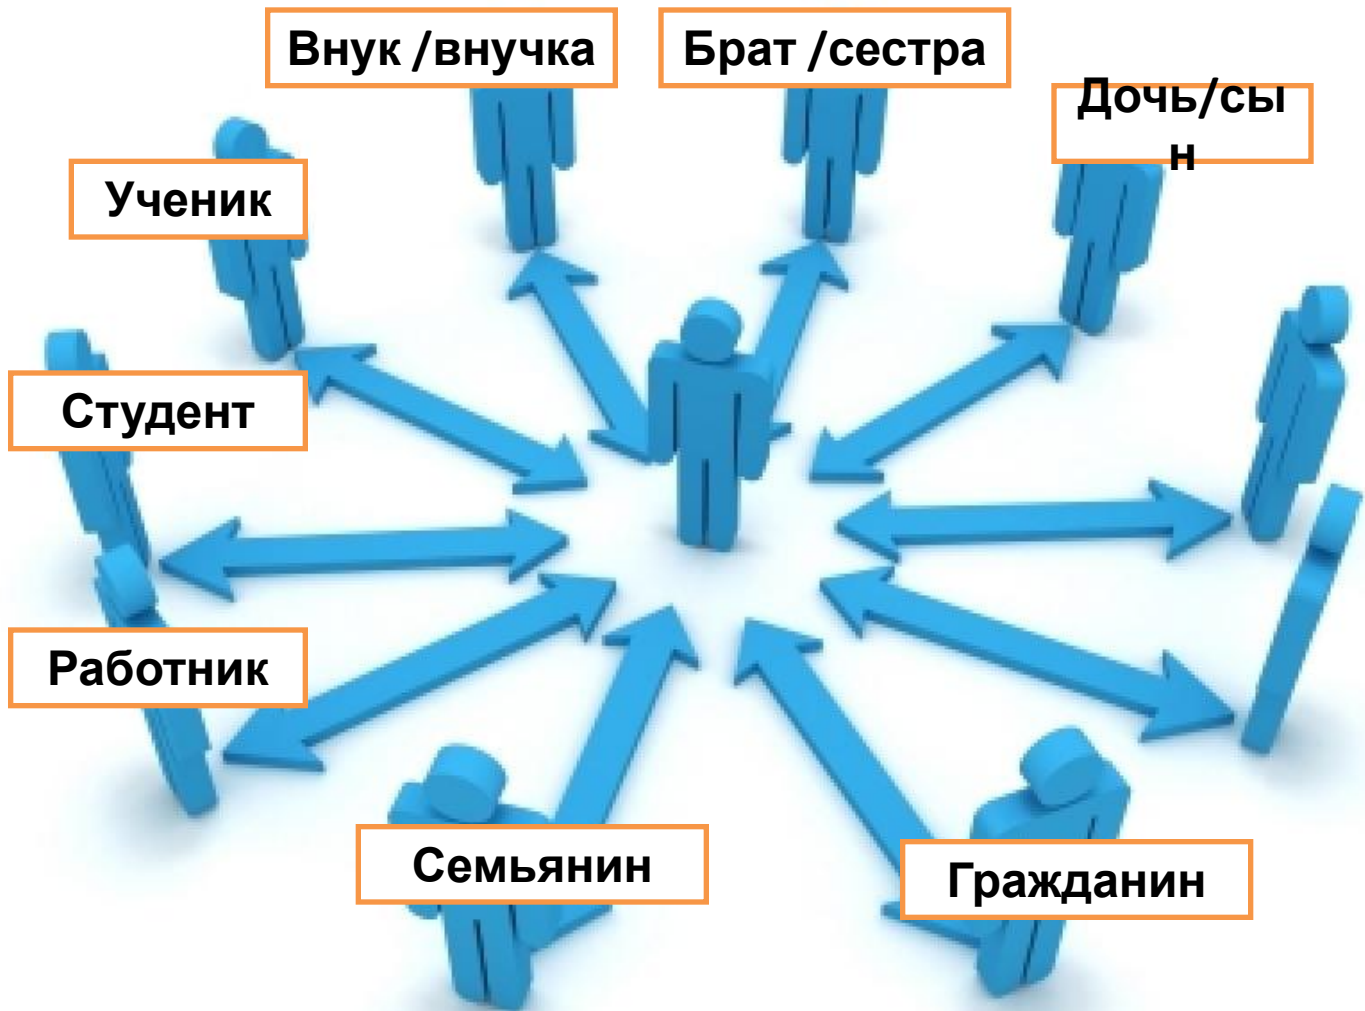 Внук /внучка
Брат /сестра
Дочь/сы
н
Ученик
Студент
Работник
Семьянин
Гражданин